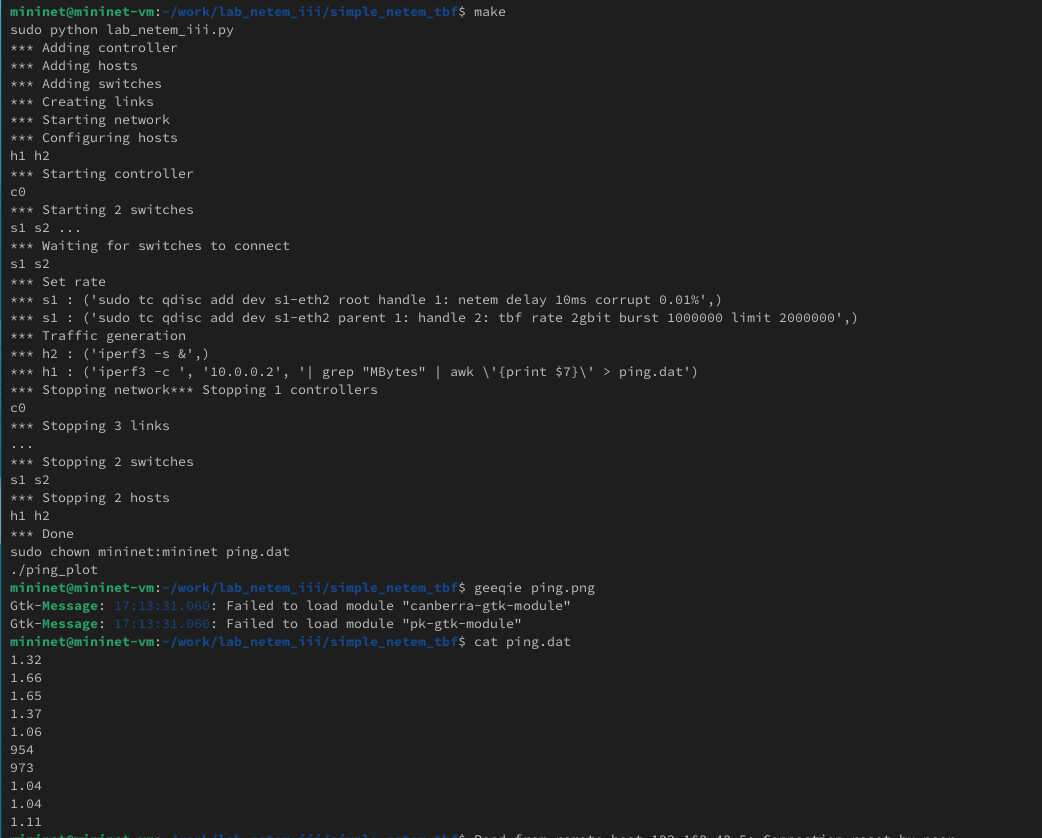 mininet@mininet-vm:~/work/lab_netem_iii/simple_netem_tbf$ make
sudo python lab_netem_iii.py
*** Adding controller
*** Adding hosts
*** Adding switches
*** Creating links
*** Starting network
*** Configuring hosts
h1 h2
*** Starting controller
c0
*** Starting 2 switches
s1 s2 ...
*** Waiting for switches to connect
s1 s2
*** Set rate
*** s1 : ('sudo tc qdisc add dev s1-eth2 root handle 1: netem delay 10ms corrupt 0.01%',)
*** s1 : ('sudo tc qdisc add dev s1-eth2 parent 1: handle 2: tbf rate 2gbit burst 1000000 limit 2000000',)
*** Traffic generation
*** h2 : ('iperf3 -s &',)
*** h1 : ('iperf3 -c ', '10.0.0.2', '| grep "MBytes" | awk \'{print $7}\' > ping.dat')
*** Stopping network*** Stopping 1 controllers
c0
*** Stopping 3 links
...
*** Stopping 2 switches
s1 s2
*** Stopping 2 hosts
h1 h2
*** Done
sudo chown mininet:mininet ping.dat
./ping_plot
mininet@mininet-vm:~/work/lab_netem_iii/simple_netem_tbf$ geeqie ping.png
Gtk-Message: 17:13:31.060: Failed to load module "canberra-gtk-module"
Gtk-Message: 17:13:31.060: Failed to load module "pk-gtk-module"
mininet@mininet-vm:~/work/lab_netem_iii/simple_netem_tbf$ cat ping.dat
1.32
1.66
1.65
1.37
1.06
954
973
1.04
1.04
1.11